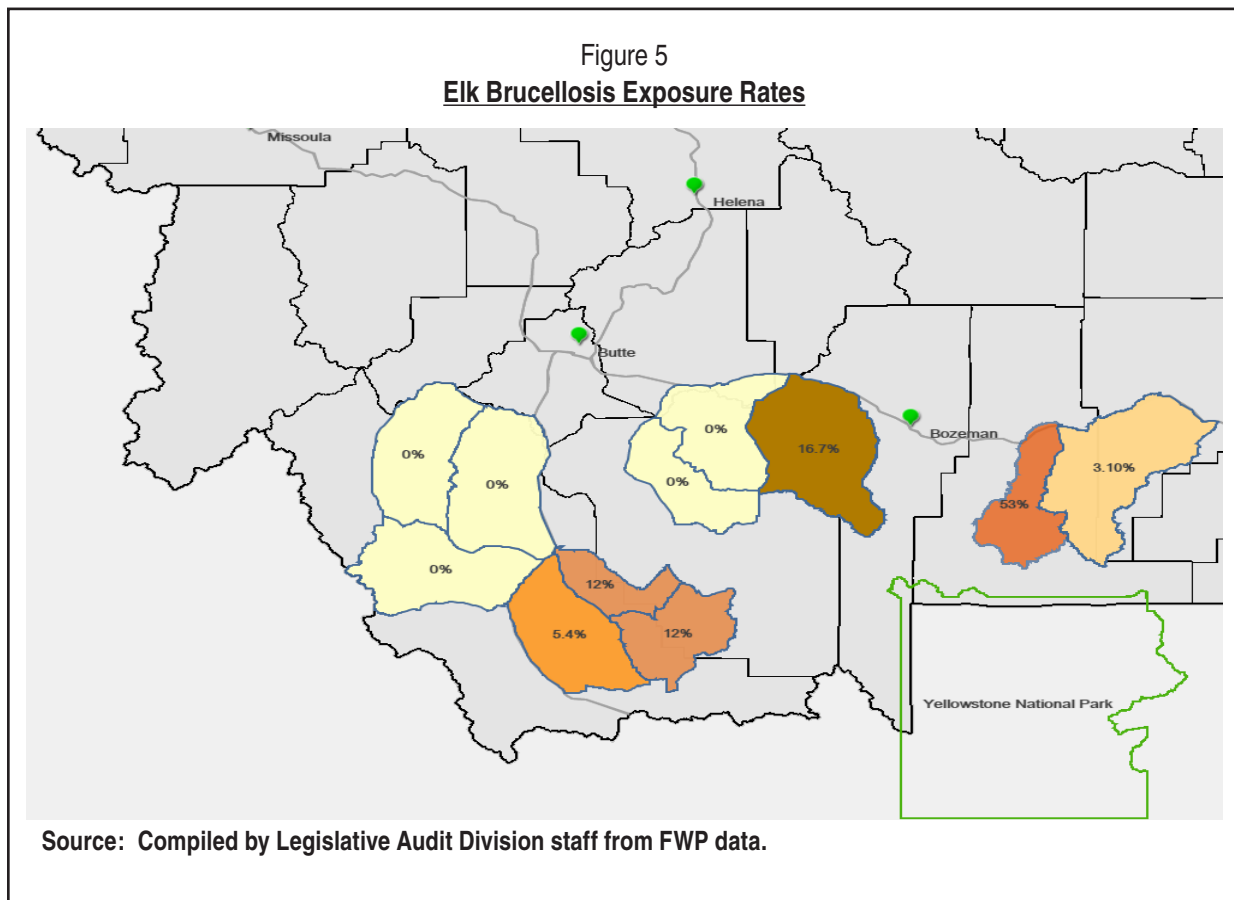 Figure 5
Elk Brucellosis Exposure Rates
Missoula
Helena
Butte
Bozeman
0%
0%
0%
0%
0%
16.7%
53%
3.10%
12%
5.4%
12%
Yellowstone National Park
Source: Compiled by Legislative Audit Division staff from FWP data.